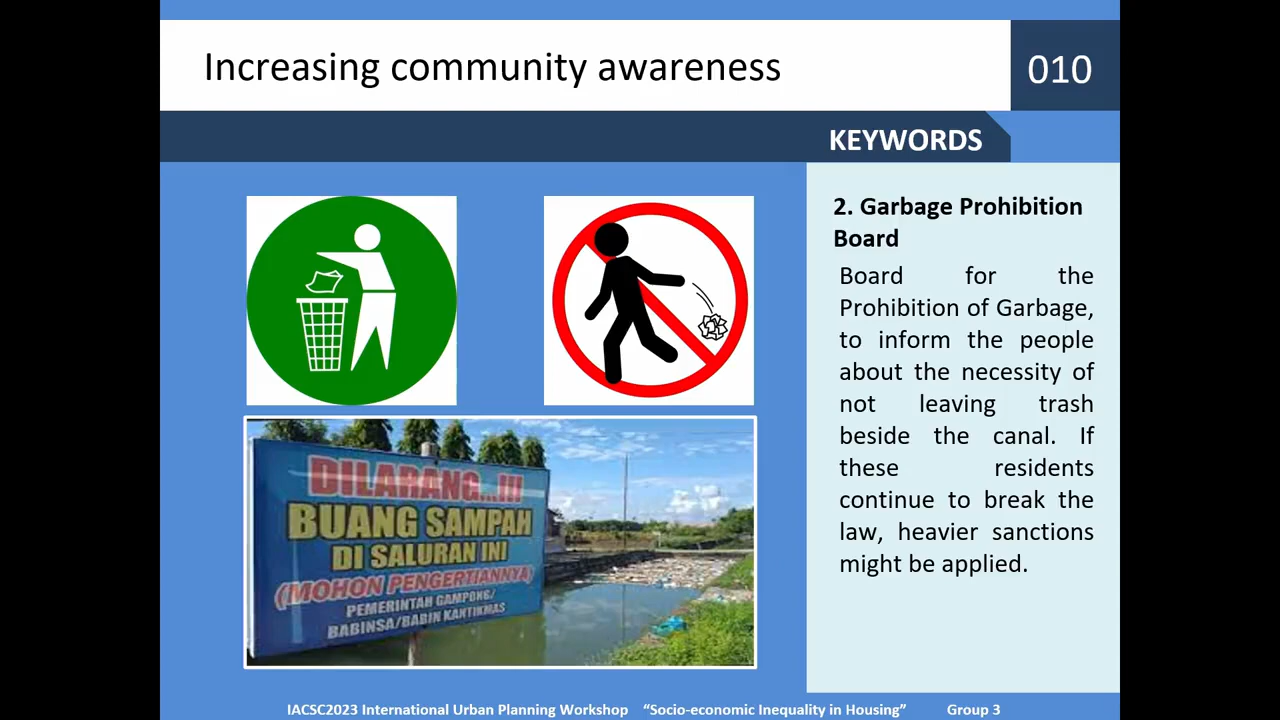 Increasing community awareness
010
KEYWORDS
2. Garbage Prohibition
Board
Board for the
Prohibition of Garbage,
to inform the people
about the necessity of
not leaving trash
beside the canal. If
these residents
continue to break the
law, heavier sanctions
might be applied.
DILARANG...!!!
BUANG SAMPAH
DI SALURAN INI
(MOHON PENGERTIANNYA)
PEMERINTAH GAMPONG/
BABINSA/BABIN KANTIKMAS
IACSC2023 International Urban Planning Workshop “Socio-economic Inequality in Housing” Group 3